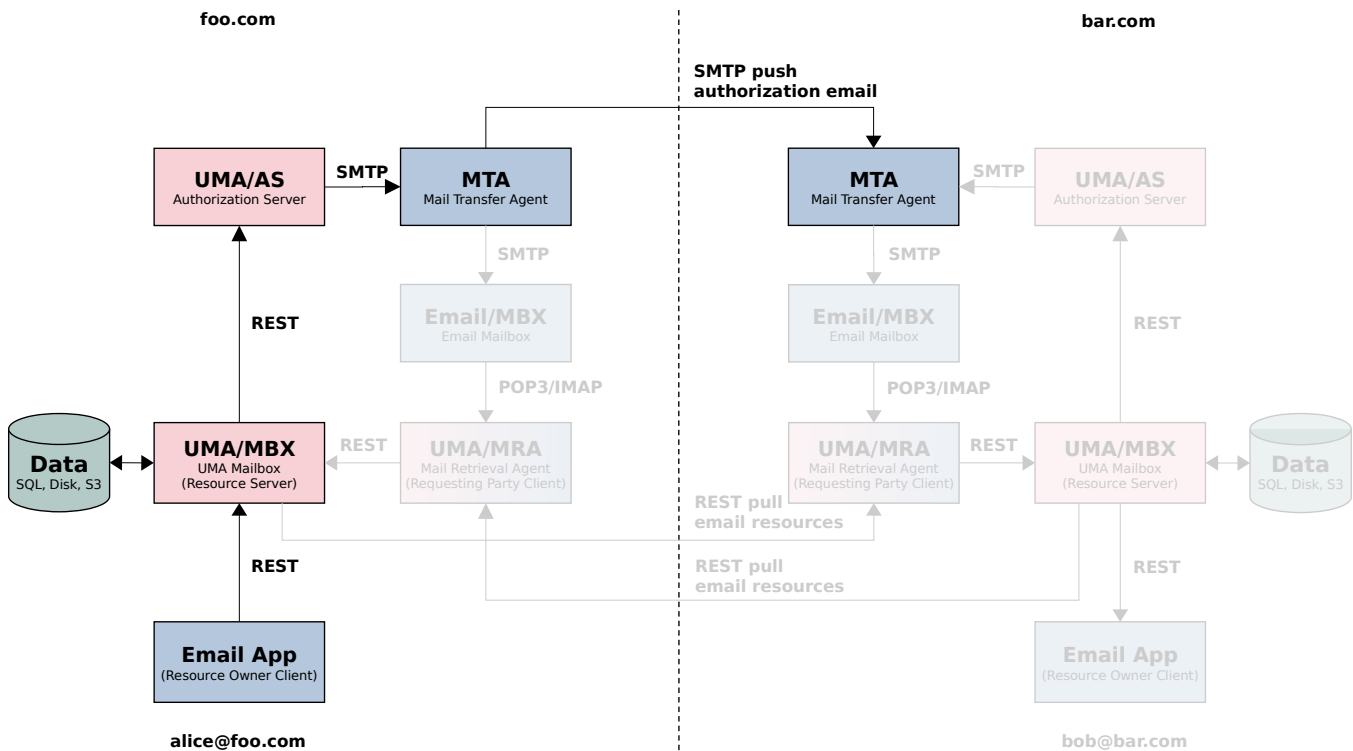 foo.com
bar.com
SMTP push
authorization email
UMA/AS
Authorization Server
SMTP
MTA
Mail Transfer Agent
MTA
Mail Transfer Agent
SMTP
UMA/AS
Authorization Server
SMTP
SMTP
REST
Email/MBX
Email Mailbox
Email/MBX
Email Mailbox
REST
POP3/IMAP
POP3/IMAP
Data
SQL, Disk, S3
UMA/MBX
UMA Mailbox
(Resource Server)
REST
UMA/MRA
Mail Retrieval Agent
(Requesting Party Client)
UMA/MRA
Mail Retrieval Agent
(Requesting Party Client)
REST
UMA/MBX
UMA Mailbox
(Resource Server)
Data
SQL, Disk, S3
REST pull
email resources
REST
REST pull
email resources
REST
Email App
(Resource Owner Client)
Email App
(Resource Owner Client)
alice@foo.com
bob@bar.com